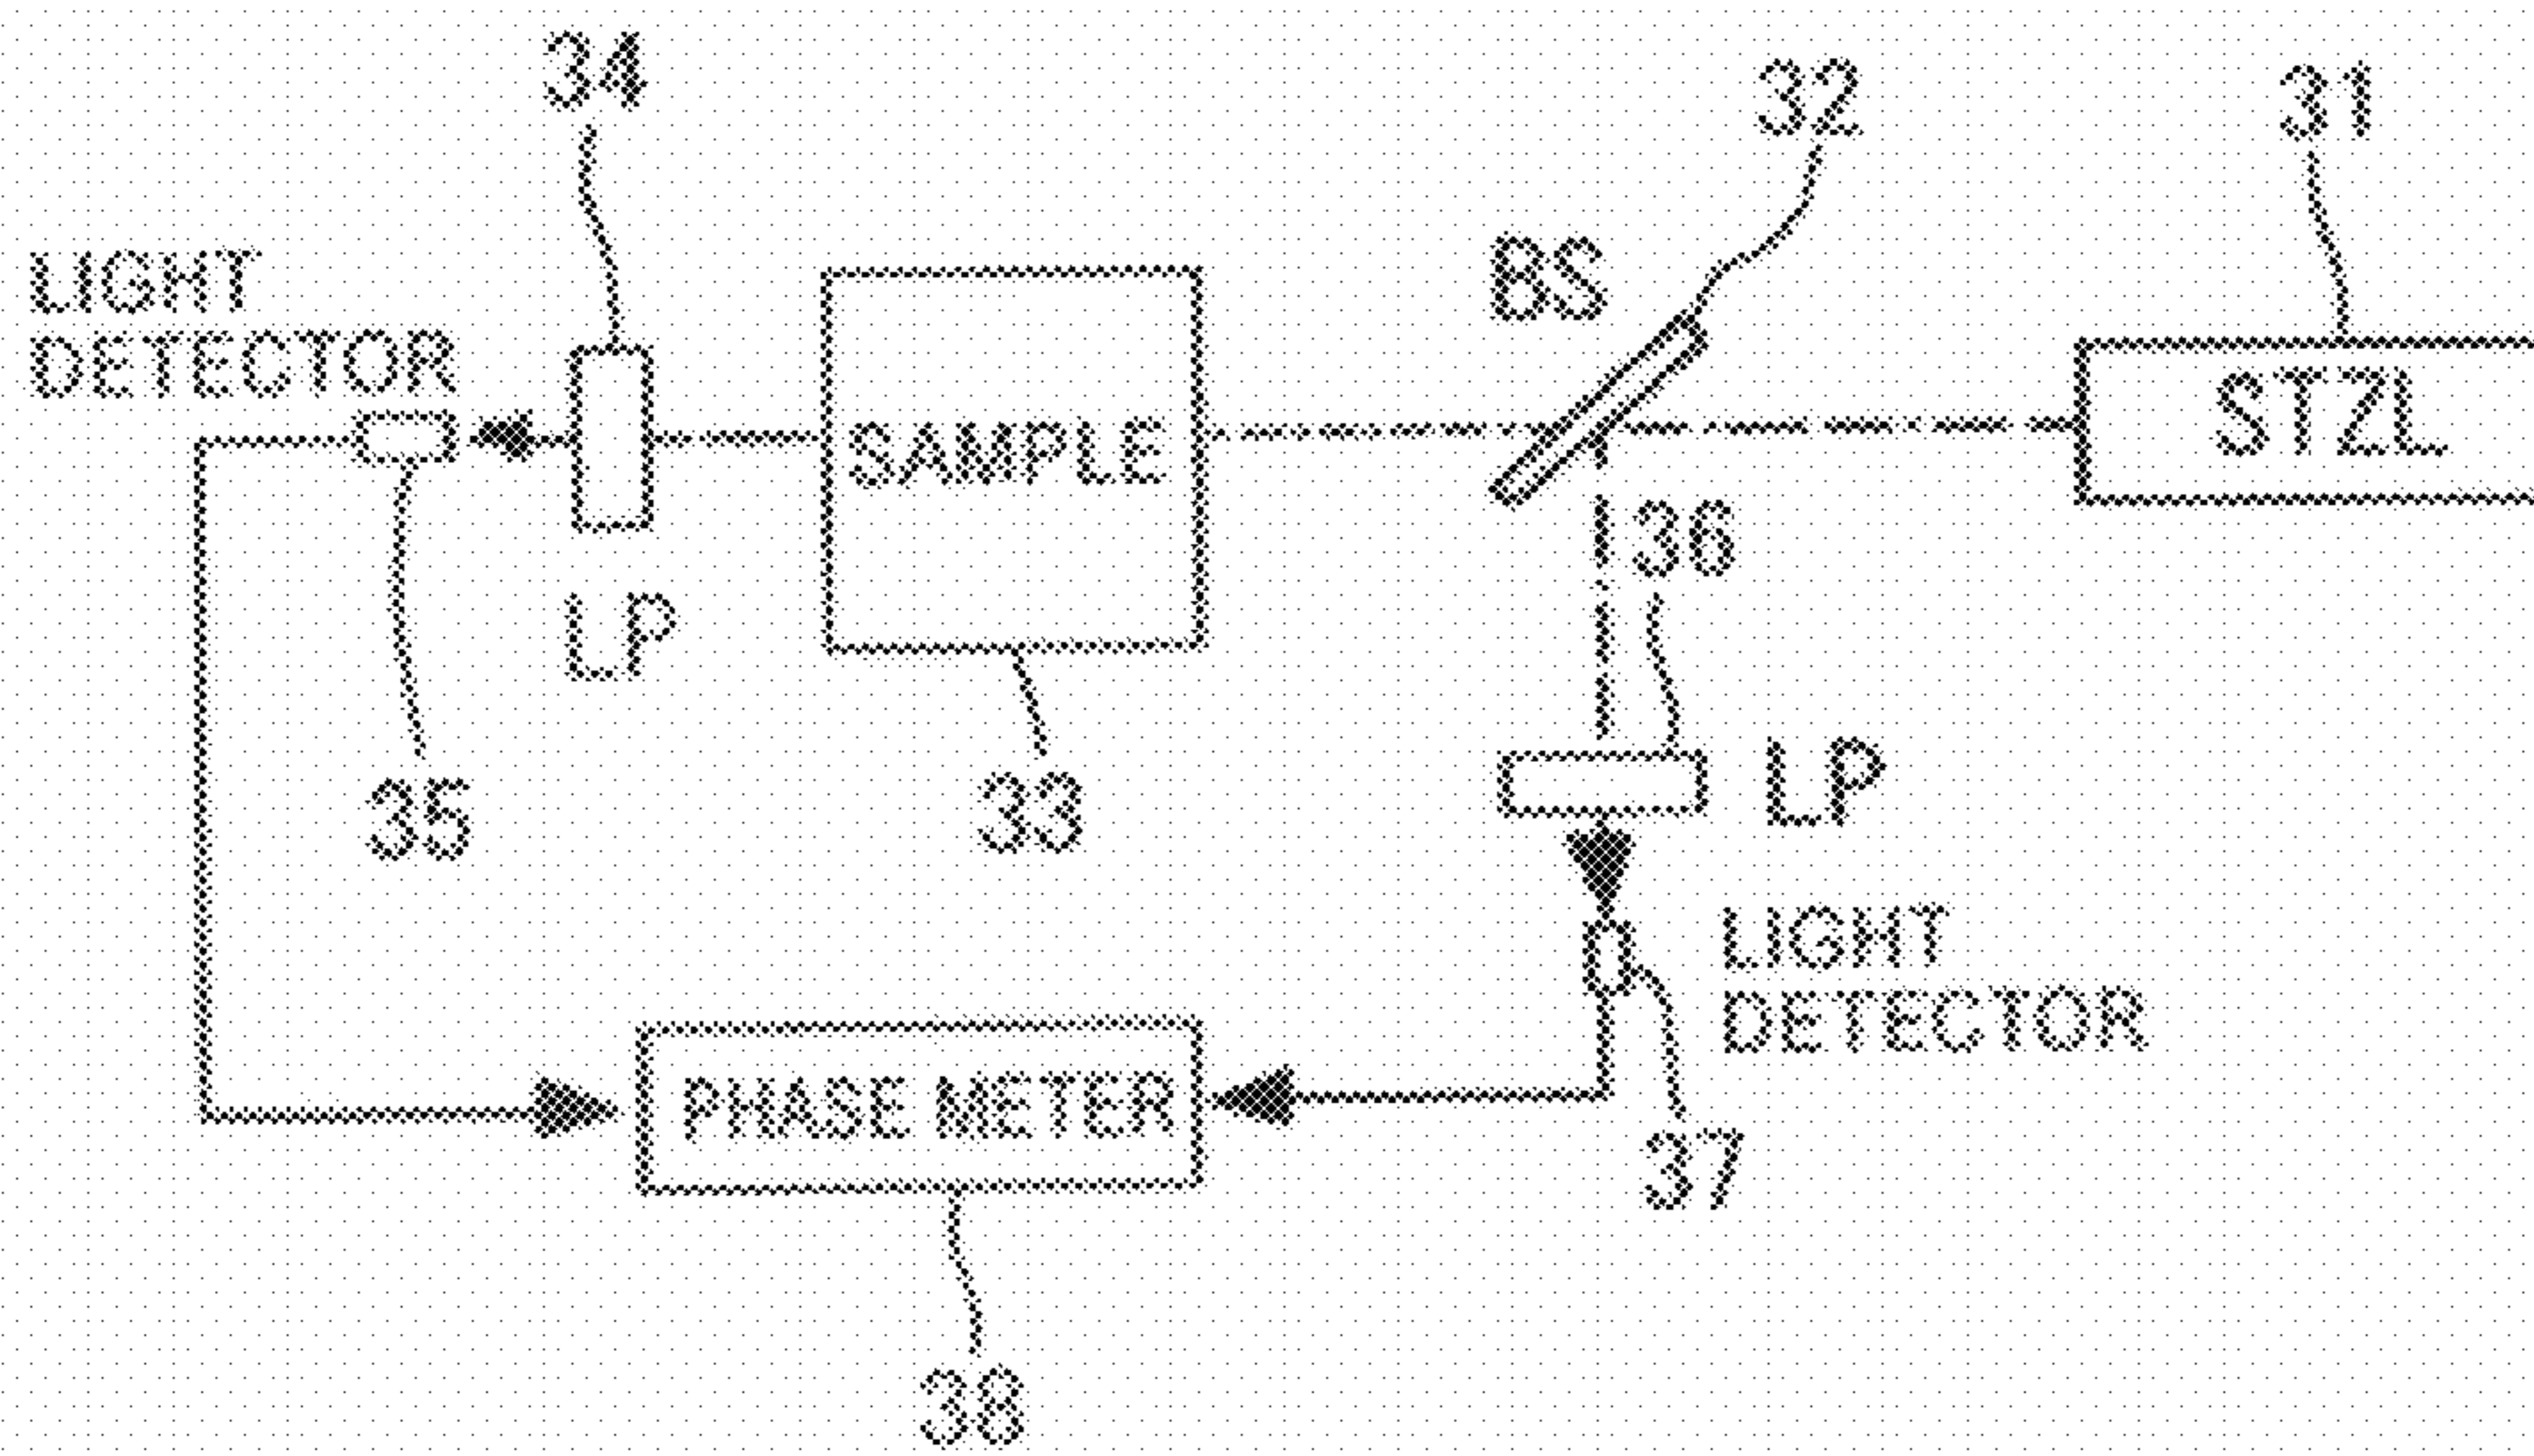 34
32
31
LIGHT
DETECTOR
BS
SAMPLE
STZL
36
LP
35
33
LP
LIGHT
DETECTOR
PHASE METER
37
38